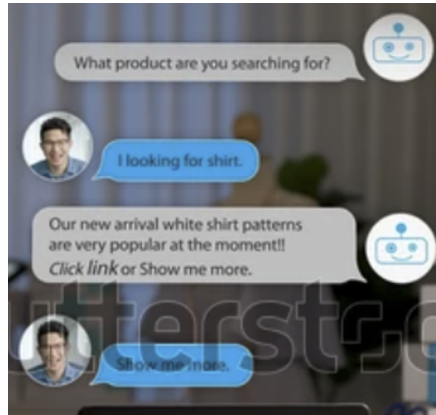 What product are you searching for?
I looking for shirt.
Our new arrival white shirt patterns
are very popular at the moment!!
Click link or Show me more.
utterstoc
Show me more.